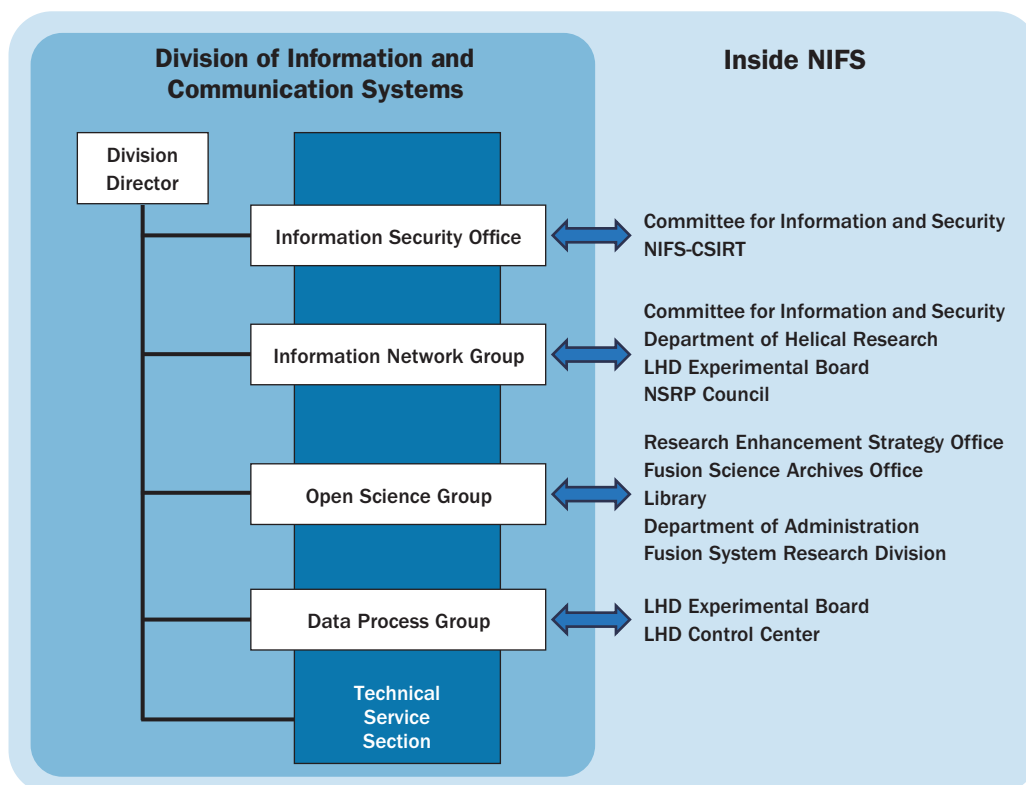 Division of Information and
Communication Systems
Inside NIFS
Division
Director
Information Security Office
Committee for Information and Security
NIFS-CSIRT
Information Network Group
Committee for Information and Security
Department of Helical Research
LHD Experimental Board
NSRP Council
Open Science Group
Research Enhancement Strategy Office
Fusion Science Archives Office
Library
Department of Administration
Fusion System Research Division
Data Process Group
LHD Experimental Board
LHD Control Center
Technical
Service
Section